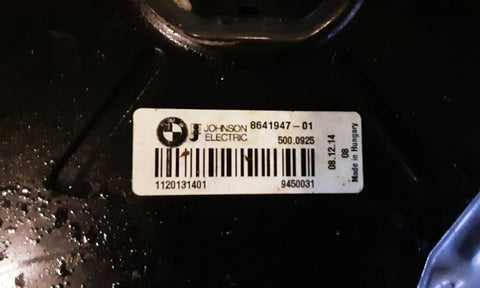 JOHNSON 8641947-01
ELECTRIC 500.0925
1120131401 9450031
08.12.14
08
Made in Hungary